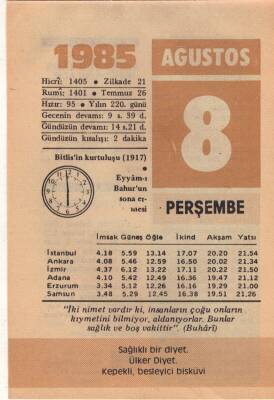 1985
AĞUSTOS
8
PERŞEMBE
Hicrî: 1405 • Zilkade 21
Rumî: 1401 • Temmuz 26
Hızır: 95 • Yılın 220. günü
Gecenin devamı: 9 s. 39 d.
Gündüzün devamı: 14 s. 21 d.
Gündüzün kısalışı: 2 dakika
Bitlis'in kurtuluşu (1917)
•
Eyyâm-ı
Bahur'un
sona er-
mesi
İmsak Güneş Öğle İkind Akşam Yatsı
İstanbul 4.18 5.59 13.14 17.07 20.20 21.54
Ankara 4.08 5.46 12.59 16.50 20.02 21.34
İzmir 4.37 6.12 13.22 17.11 20.22 21.50
Adana 4.10 5.42 12.49 16.36 19.47 21.12
Erzurum 3.34 5.12 12.26 16.16 19.29 21.00
Samsun 3.48 5.29 12.45 16.38 19.51 21.26
"İki nimet vardır ki, insanların çoğu onların
kıymetini bilmiyor, aldanıyorlar. Bunlar
sağlık ve boş vakittir". (Buhârî)
Sağlıklı bir diyet.
Ülker Diyet.
Kepekli, besleyici bisküvi